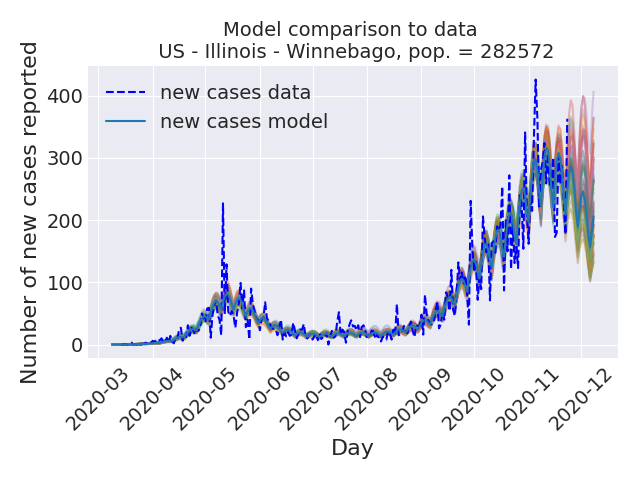 Model comparison to data
US - Illinois - Winnebago, pop. = 282572
Number of new cases reported
new cases data
new cases model
400
300
200
100
0
2020-03
2020-04
2020-05
2020-06
2020-07
2020-08
2020-09
2020-10
2020-11
2020-12
Day